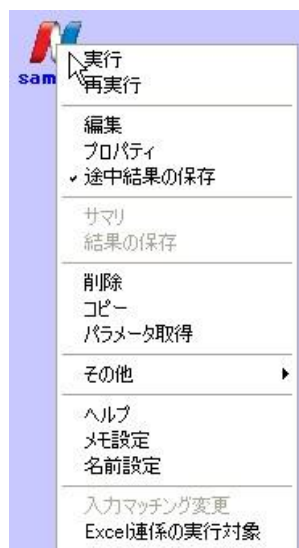 sam
実行
再実行
編集
プロパティ
途中結果の保存
サマリ
結果の保存
削除
コピー
パラメータ取得
その他
ヘルプ
メモ設定
名前設定
入力マッチング変更
Excel連係の実行対象